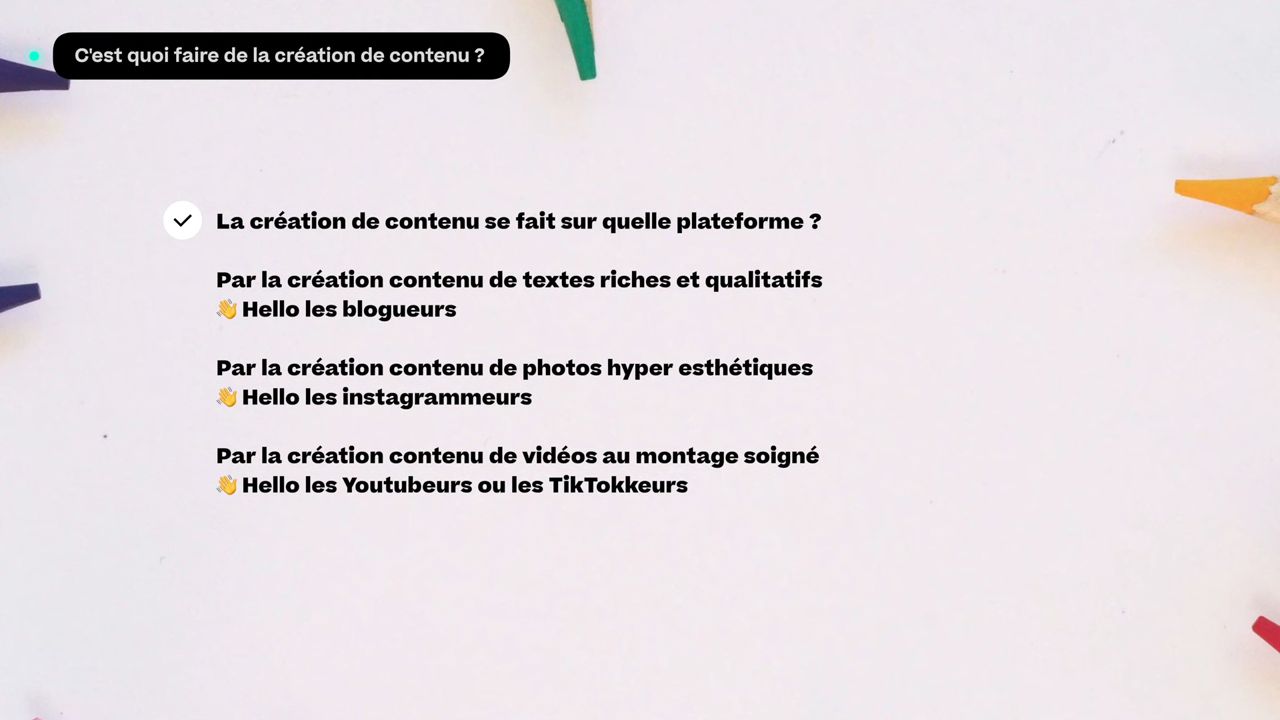 C'est quoi faire de la création de contenu ?
La création de contenu se fait sur quelle plateforme ?
Par la création contenu de textes riches et qualitatifs
👋 Hello les blogueurs
Par la création contenu de photos hyper esthétiques
👋 Hello les instagrammeurs
Par la création contenu de vidéos au montage soigné
👋 Hello les Youtubeurs ou les TikTokkeurs